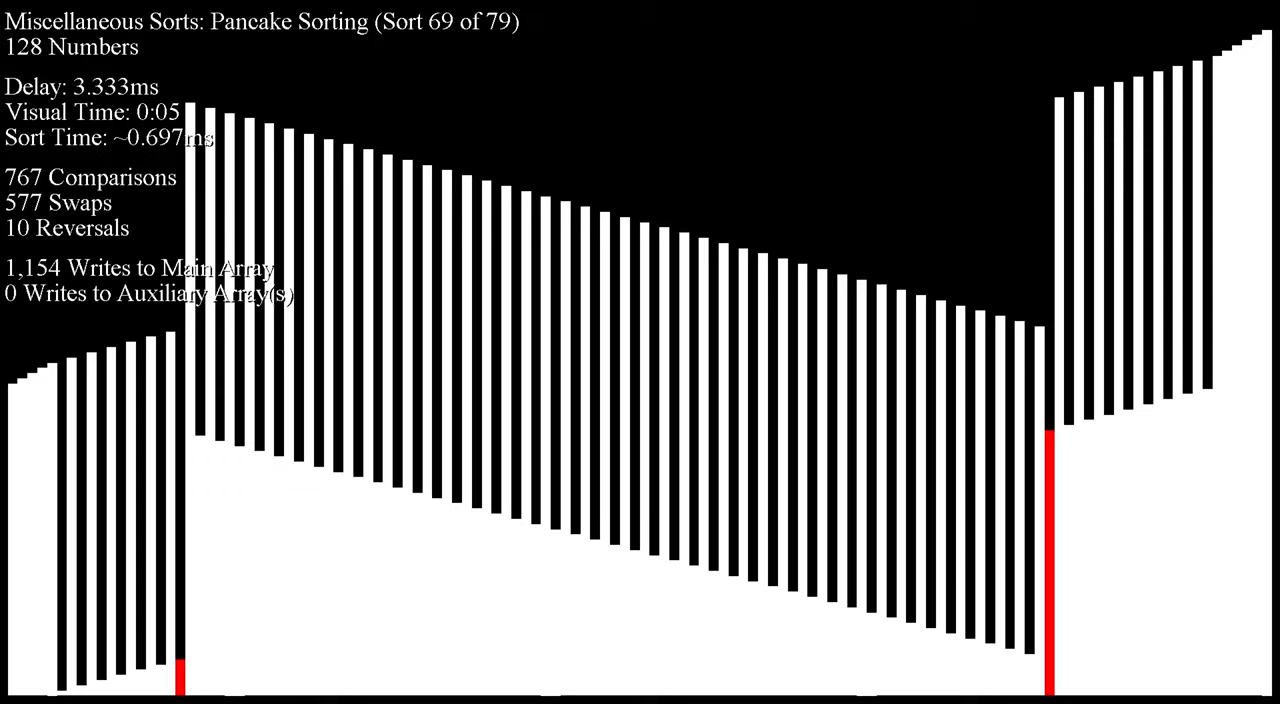 Miscellaneous Sorts: Pancake Sorting (Sort 69 of 79)
128 Numbers
Delay: 3.333ms
Visual Time: 0:05
Sort Time: ~0.697ms
767 Comparisons
577 Swaps
10 Reversals
1,154 Writes to Main Array
0 Writes to Auxiliary Array(s)